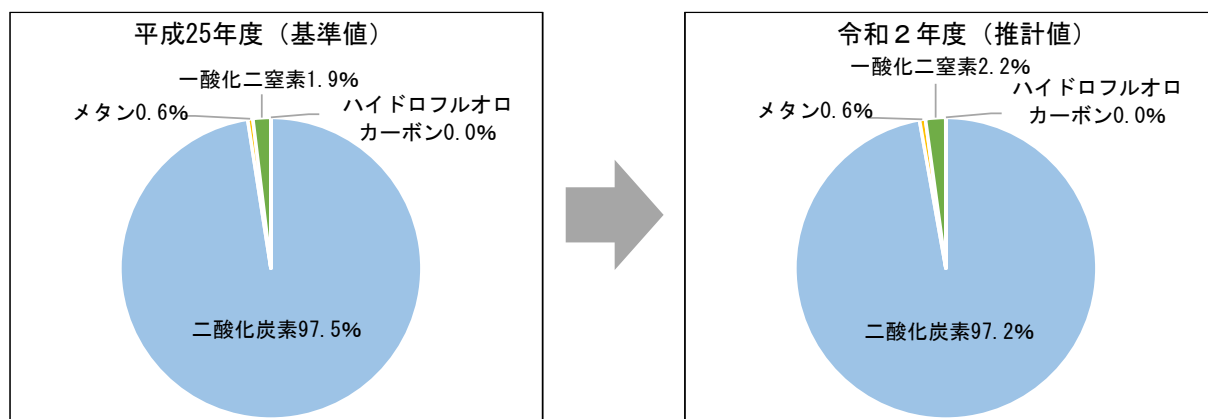 平成25年度（基準値）
一酸化二窒素1.9%
メタン0.6%
ハイドロフルオロ
カーボン0.0%
二酸化炭素97.5%
令和２年度（推計値）
一酸化二窒素2.2%
メタン0.6%
ハイドロフルオロ
カーボン0.0%
二酸化炭素97.2%